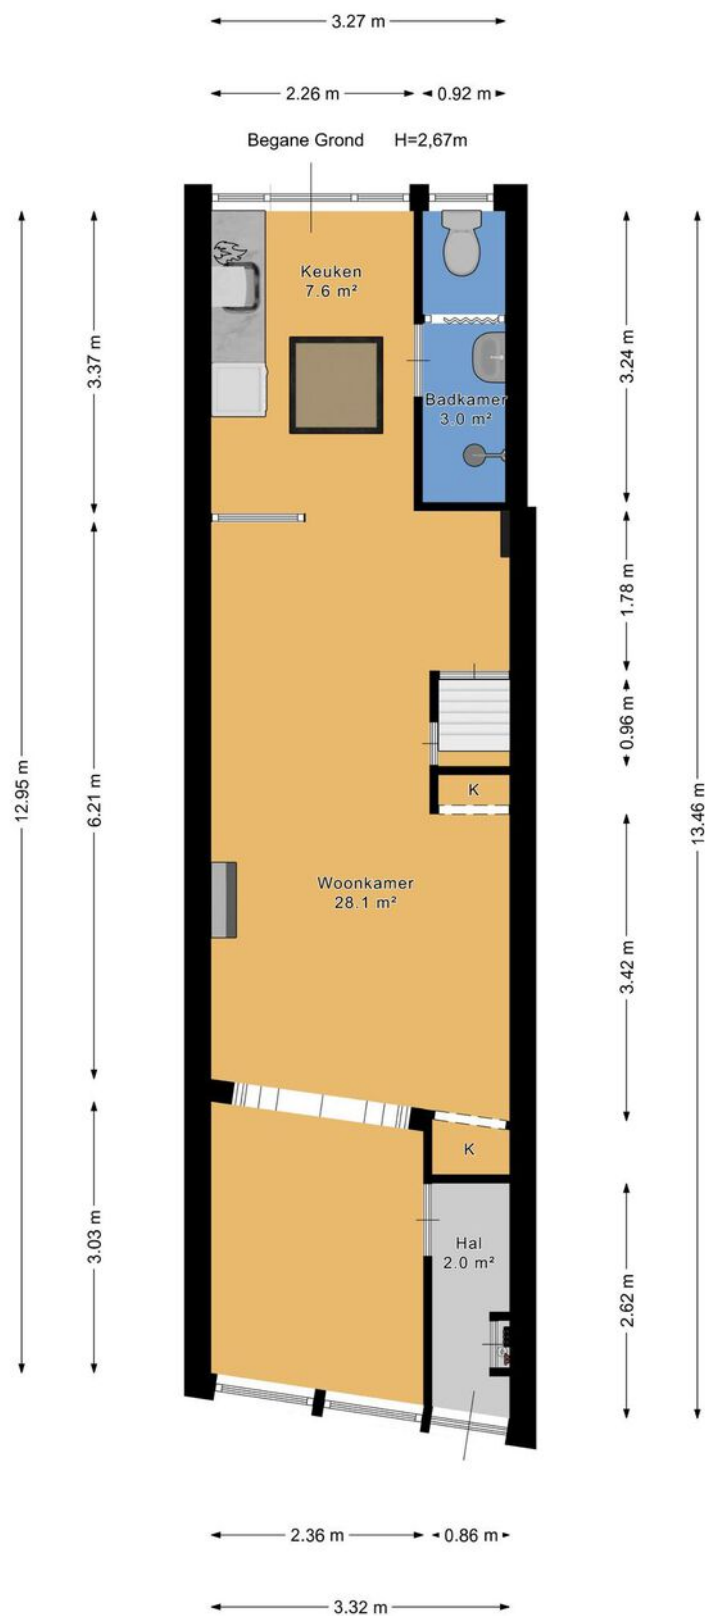 3.27 m
2.26 m
0.92 m
Begane Grond H=2,67m
Keuken
7.6 m²
3.37 m
3.24 m
Badkamer
3.0 m²
1.78 m
0.96 m
K
12.95 m
6.21 m
13.46 m
Woonkamer
28.1 m²
3.42 m
K
3.03 m
Hal
2.0 m²
2.62 m
2.36 m
0.86 m
3.32 m